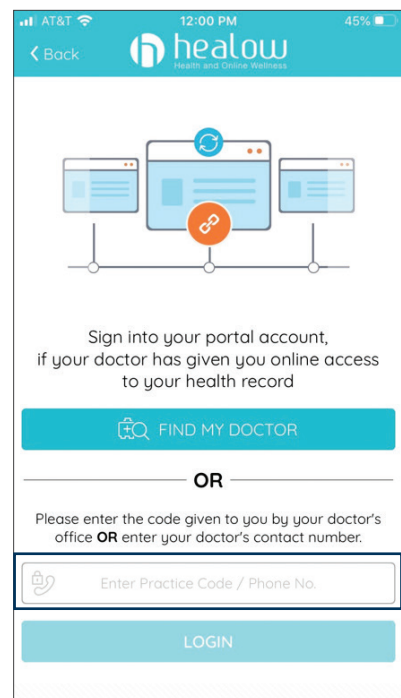 AT&T 12:00 PM 45%
Back healow
Health and Online Wellness
Sign into your portal account,
if your doctor has given you online access
to your health record
FIND MY DOCTOR
OR
Please enter the code given to you by your doctor's
office OR enter your doctor's contact number.
Enter Practice Code / Phone No.
LOGIN